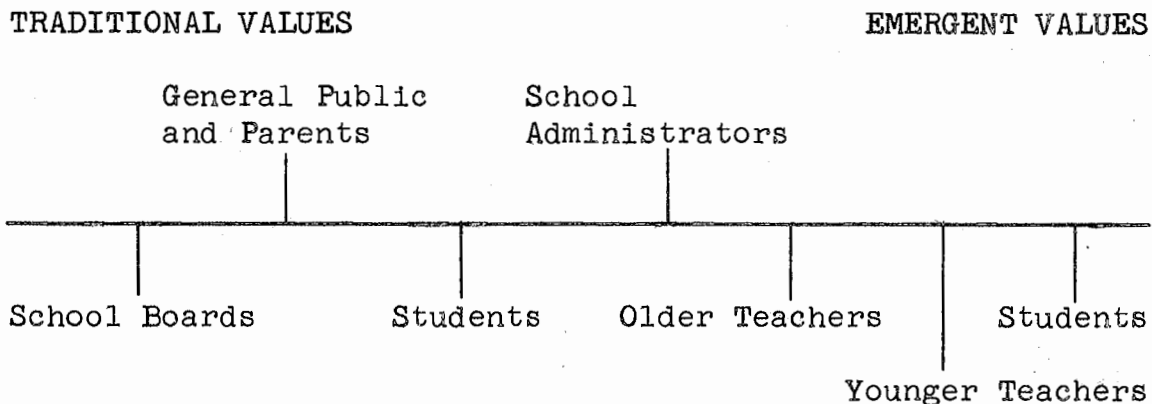 TRADITIONAL VALUES EMERGENT VALUES
General Public School
and Parents Administrators
School Boards Students Older Teachers Students
Younger Teachers